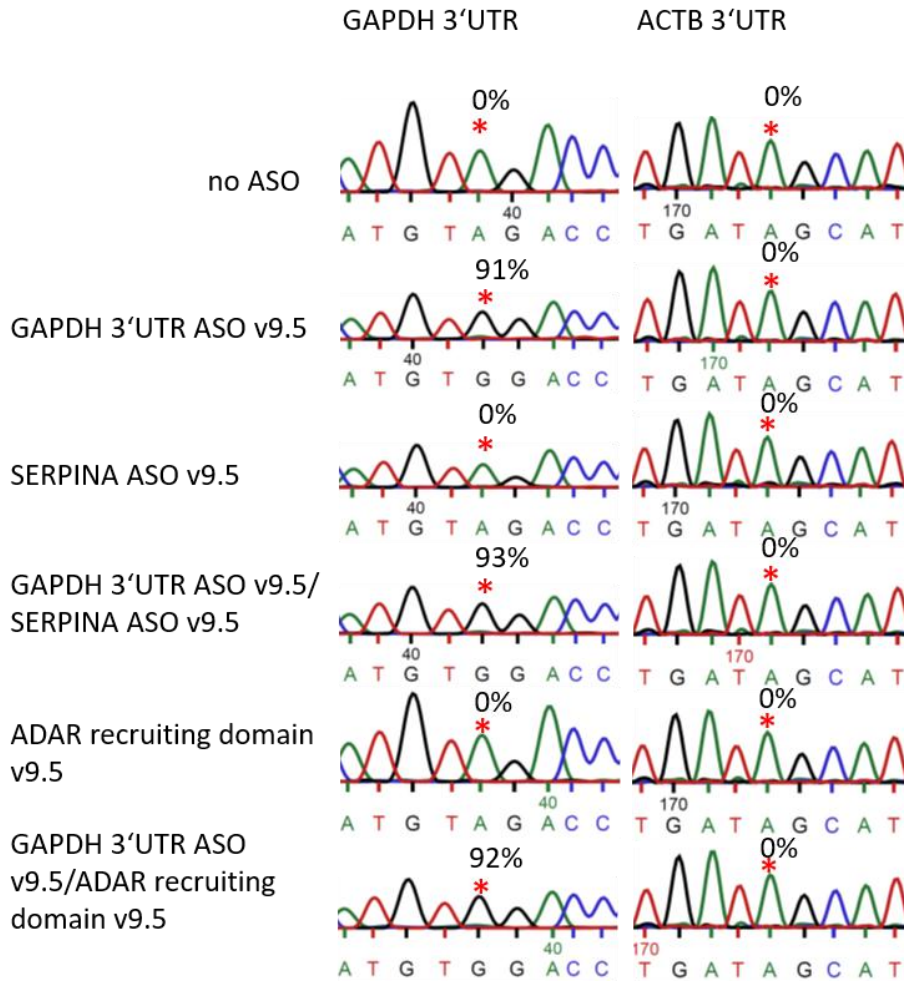 GAPDH 3‘UTR ACTB 3‘UTR
0% 0%
* *
no ASO
40 170
A T G T A G A C C T G A T A G C A T
91% 0%
* *
GAPDH 3‘UTR ASO v9.5
40 170
A T G T G G A C C T G A T A G C A T
0% 0%
* *
SERPINA ASO v9.5
40 170
A T G T A G A C C T G A T A G C A T
93% 0%
* *
GAPDH 3‘UTR ASO v9.5/
SERPINA ASO v9.5
40 170
A T G T G G A C C T G A T A G C A T
0% 0%
* *
ADAR recruiting domain
v9.5
40 170
A T G T A G A C C T G A T A G C A T
GAPDH 3‘UTR ASO
v9.5/ADAR recruiting
domain v9.5
92% 0%
* *
40 170
A T G T G G A C C T G A T A G C A T